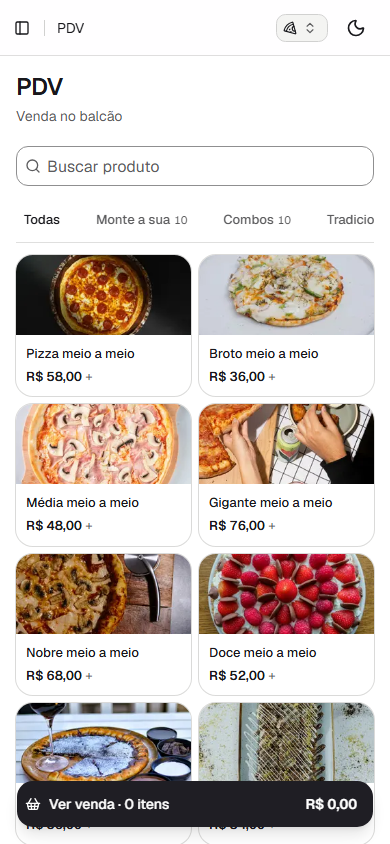 PDV
PDV
Venda no balcão
Buscar produto
Todas
Monte a sua 10
Combos 10
Tradicio
Pizza meio a meio
R$ 58,00 +
Broto meio a meio
R$ 36,00 +
Média meio a meio
R$ 48,00 +
Gigante meio a meio
R$ 76,00 +
Nobre meio a meio
R$ 68,00 +
Doce meio a meio
R$ 52,00 +
Ver venda · 0 itens
R$ 0,00